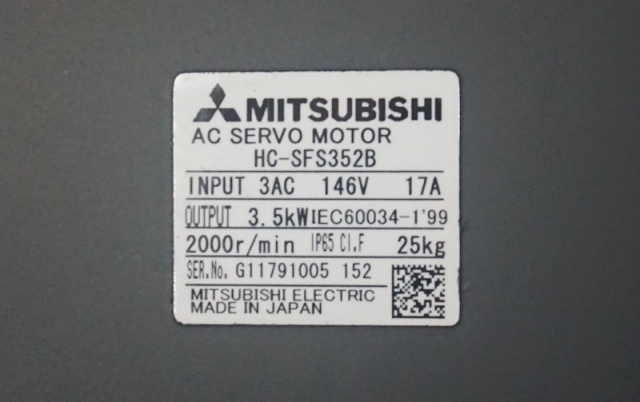 MITSUBISHI
AC SERVO MOTOR
HC-SFS352B
INPUT 3AC 146V 17A
OUTPUT 3.5kW IEC60034-1'99
2000r/min IP65 Cl.F 25kg
SER.No. G11791005 152
MITSUBISHI ELECTRIC
MADE IN JAPAN